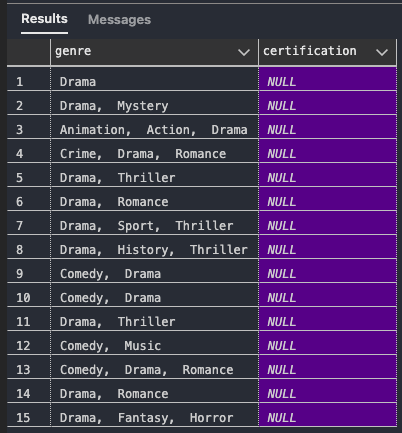 Results Messages
genre certification
1 Drama NULL
2 Drama, Mystery NULL
3 Animation, Action, Drama NULL
4 Crime, Drama, Romance NULL
5 Drama, Thriller NULL
6 Drama, Romance NULL
7 Drama, Sport, Thriller NULL
8 Drama, History, Thriller NULL
9 Comedy, Drama NULL
10 Comedy, Drama NULL
11 Drama, Thriller NULL
12 Comedy, Music NULL
13 Comedy, Drama, Romance NULL
14 Drama, Romance NULL
15 Drama, Fantasy, Horror NULL